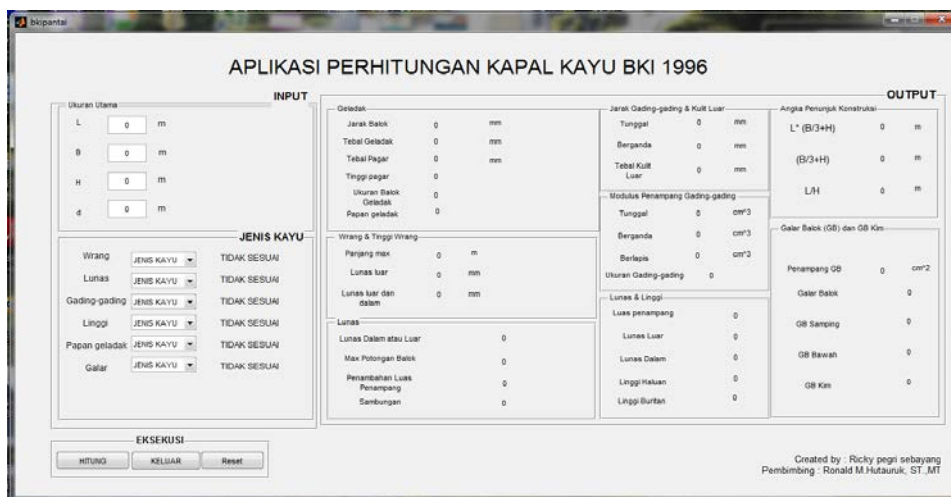 bkipantai
APLIKASI PERHITUNGAN KAPAL KAYU BKI 1996
INPUT
Ukuran Utama
L 0 m
B 0 m
H 0 m
d 0 m
JENIS KAYU
Wrang JENIS KAYU TIDAK SESUAI
Lunas JENIS KAYU TIDAK SESUAI
Gading-gading JENIS KAYU TIDAK SESUAI
Linggi JENIS KAYU TIDAK SESUAI
Papan geladak JENIS KAYU TIDAK SESUAI
Galar JENIS KAYU TIDAK SESUAI
EKSEKUSI
HITUNG KELUAR Reset
OUTPUT
Geladak
Jarak Balok 0 mm
Tebal Geladak 0 mm
Tebal Pagar 0 mm
Tinggi pagar 0
Ukuran Balok
Geladak 0
Papan geladak 0
Wrang & Tinggi Wrang
Panjang max 0 m
Lunas luar 0 mm
Lunas luar dan
dalam 0 mm
Lunas
Lunas Dalam atau Luar 0
Max Potongan Balok 0
Penambahan Luas
Penampang 0
Sambungan 0
Jarak Gading-gading & Kulit Luar
Tunggal 0 mm
Berganda 0 mm
Tebal Kulit
Luar 0 mm
Modulus Penampang Gading-gading
Tunggal 0 cm^3
Berganda 0 cm^3
Berlapis 0 cm^3
Ukuran Gading-gading 0
Lunas & Linggi
Luas penampang 0
Lunas Luar 0
Lunas Dalam 0
Linggi Haluan 0
Linggi Buritan 0
Angka Penunjuk Konstruksi
L* (B/3+H) 0 m
(B/3+H) 0 m
L/H 0 m
Galar Balok (GB) dan GB Kim
Penampang GB 0 cm^2
Galar Balok 0
GB Samping 0
GB Bawah 0
GB Kim 0
Created by : Ricky pegri sebayang
Pembimbing : Ronald M.Hutauruk, ST.,MT